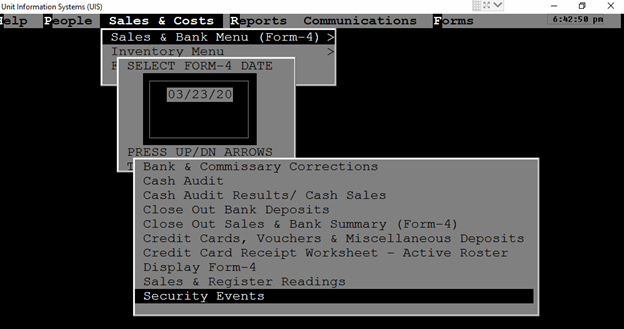 Unit Information Systems (UIS)
Help People Sales & Costs Reports Communications Forms 6:42:50 pm
Sales & Bank Menu (Form-4) >
Inventory Menu >
F SELECT FORM-4 DATE
03/23/20
PRESS UP/DN ARROWS
T
Bank & Commissary Corrections
Cash Audit
Cash Audit Results/ Cash Sales
Close Out Bank Deposits
Close Out Sales & Bank Summary (Form-4)
Credit Cards, Vouchers & Miscellaneous Deposits
Credit Card Receipt Worksheet - Active Roster
Display Form-4
Sales & Register Readings
Security Events